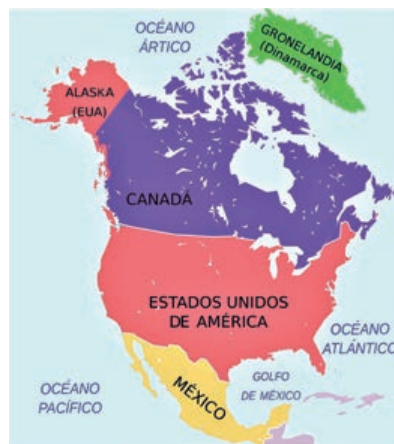 OCÉANO
ÁRTICO
GRONELANDIA
(Dinamarca)
ALASKA
(EUA)
CANADÁ
ESTADOS UNIDOS
DE AMÉRICA
OCÉANO
ATLÁNTICO
GOLFO
DE MÉXICO
MÉXICO
OCÉANO
PACÍFICO